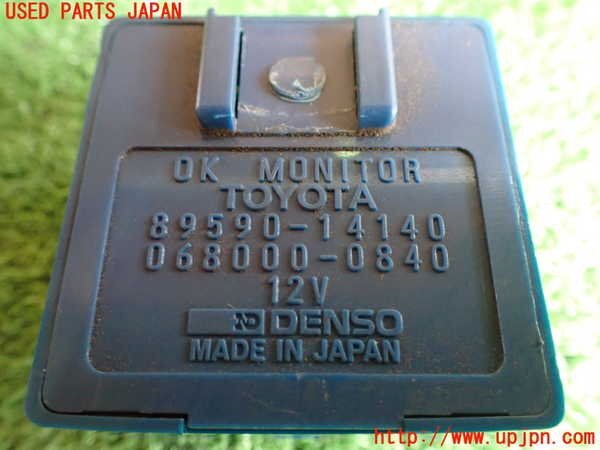 USED PARTS JAPAN
OK MONITOR
TOYOTA
89590-14140
068000-0840
12V
ND DENSO
MADE IN JAPAN
http://www.upjpn.com/